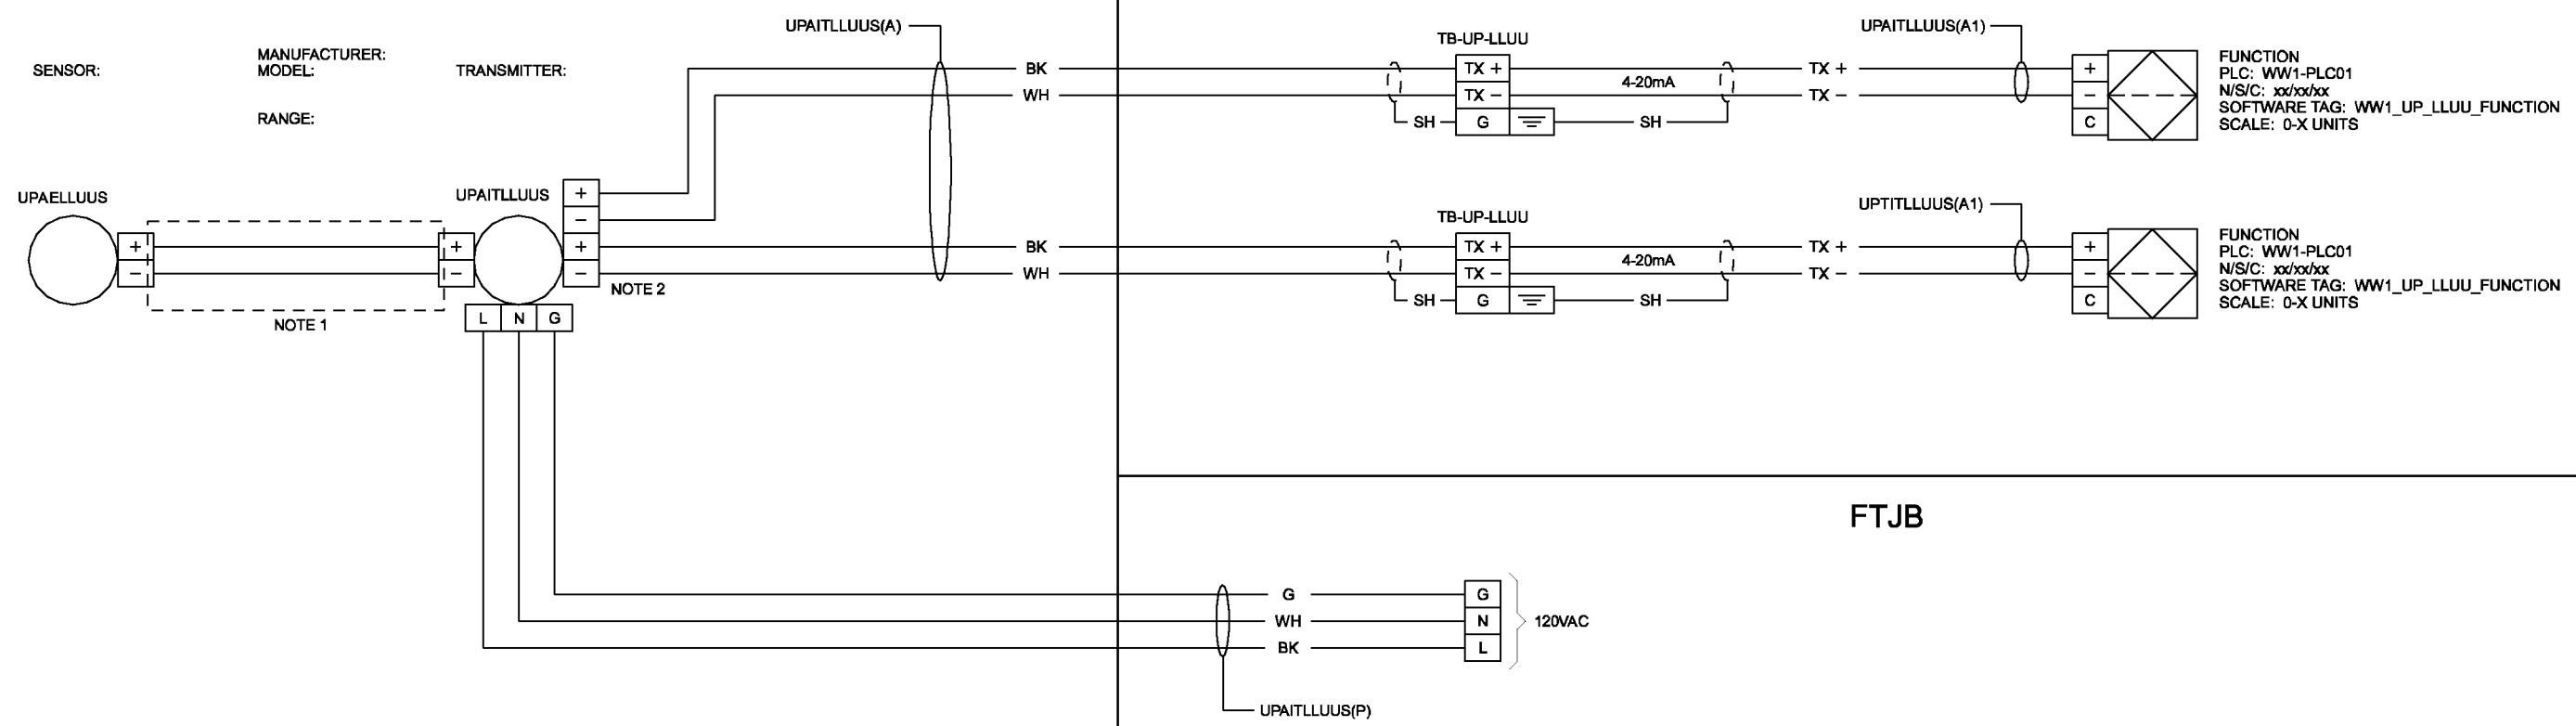 UPAITLLUUS(A)
UPAITLLUUS(A1)
SENSOR:
MANUFACTURER:
MODEL:
TRANSMITTER:
RANGE:
BK
WH
TB-UP-LLUU
TX +
TX −
G
SH
4-20mA
SH
TX +
TX −
+
−
C
FUNCTION
PLC: WW1-PLC01
N/S/C: xx/xx/xx
SOFTWARE TAG: WW1_UP_LLUU_FUNCTION
SCALE: 0-X UNITS
UPAELLUUS
+
−
NOTE 1
UPAITLLUUS
+
−
+
−
+
−
NOTE 2
L N G
BK
WH
TB-UP-LLUU
TX +
TX −
G
SH
4-20mA
SH
UPTITLLUUS(A1)
TX +
TX −
+
−
C
FUNCTION
PLC: WW1-PLC01
N/S/C: xx/xx/xx
SOFTWARE TAG: WW1_UP_LLUU_FUNCTION
SCALE: 0-X UNITS
FTJB
G
WH
BK
G
N
L
120VAC
UPAITLLUUS(P)